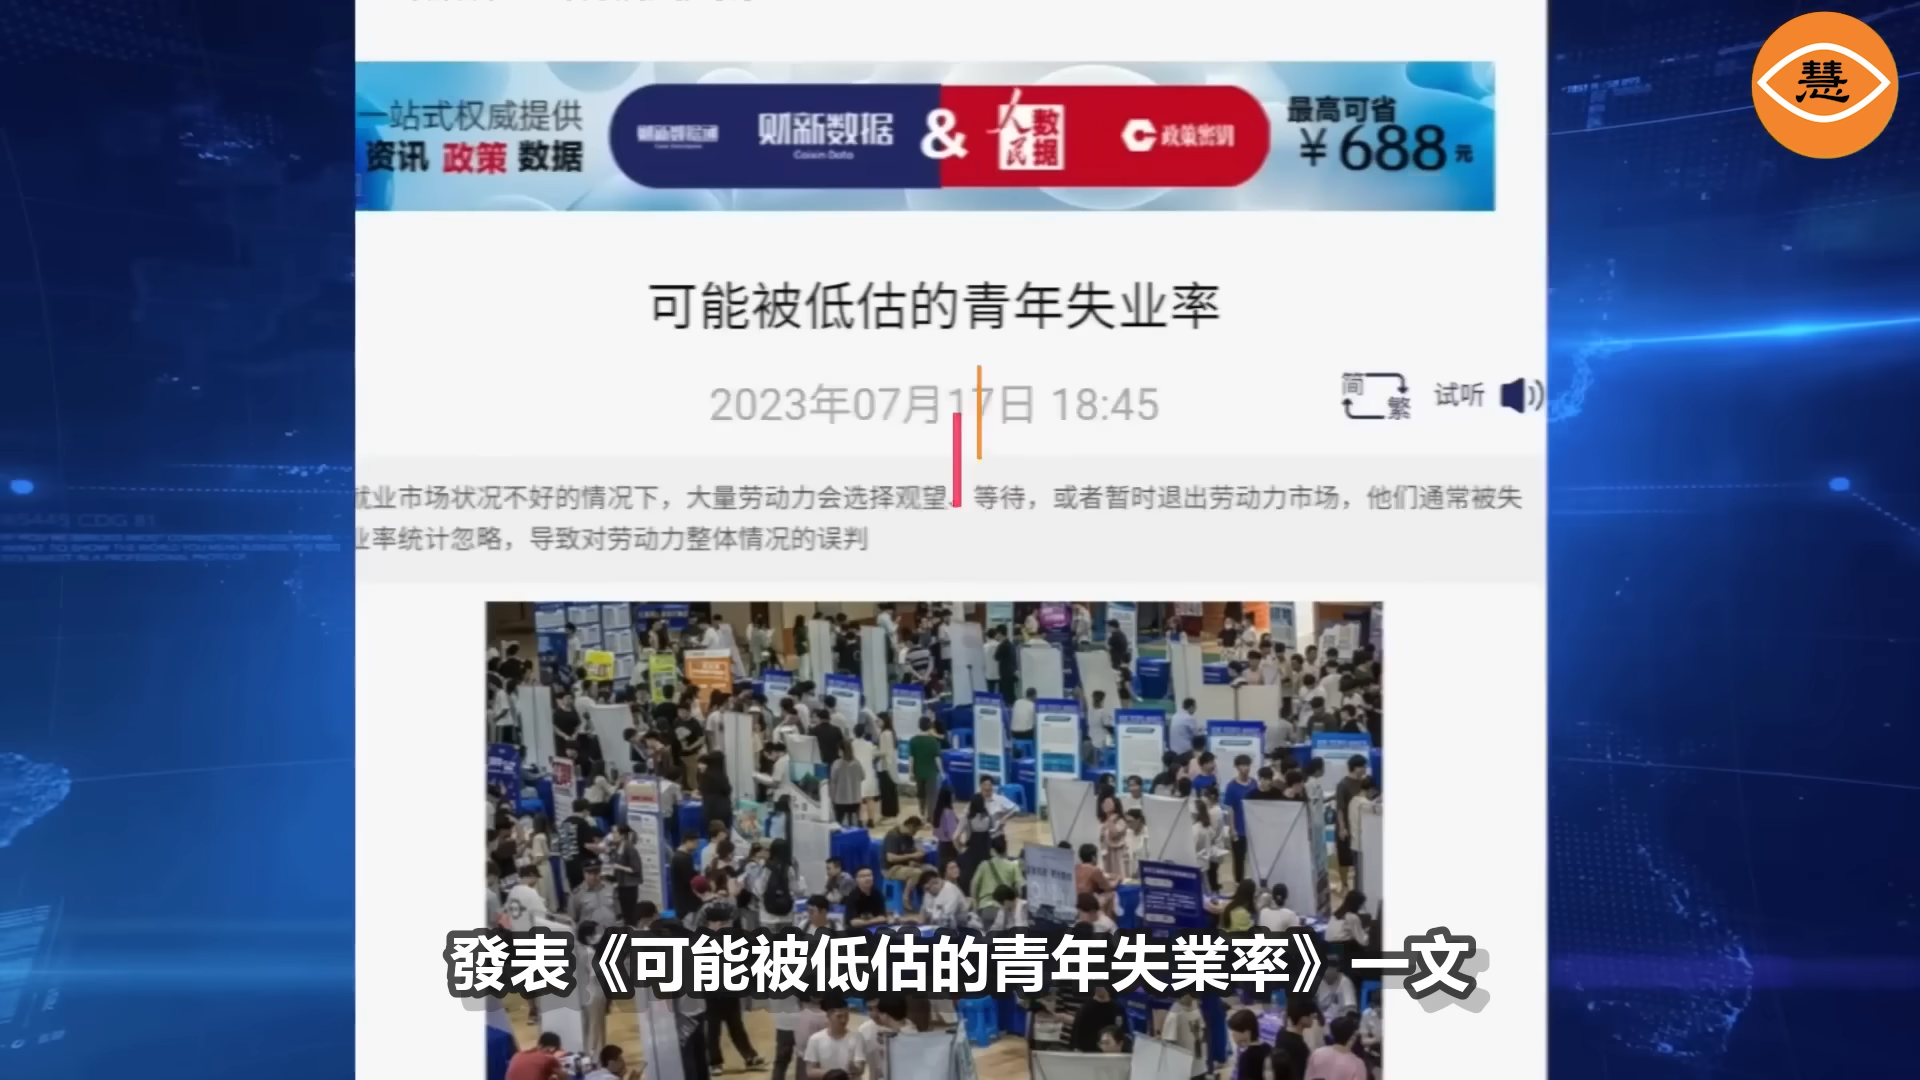 慧
一站式权威提供
资讯 政策 数据
财新数据
Caixin Data
&
人民数据
政策密钥
最高可省
¥688元
可能被低估的青年失业率
2023年07月17日 18:45
简
繁
试听
就业市场状况不好的情况下，大量劳动力会选择观望、等待，或者暂时退出劳动力市场，他们通常被失
业率统计忽略，导致对劳动力整体情况的误判
發表《可能被低估的青年失業率》一文